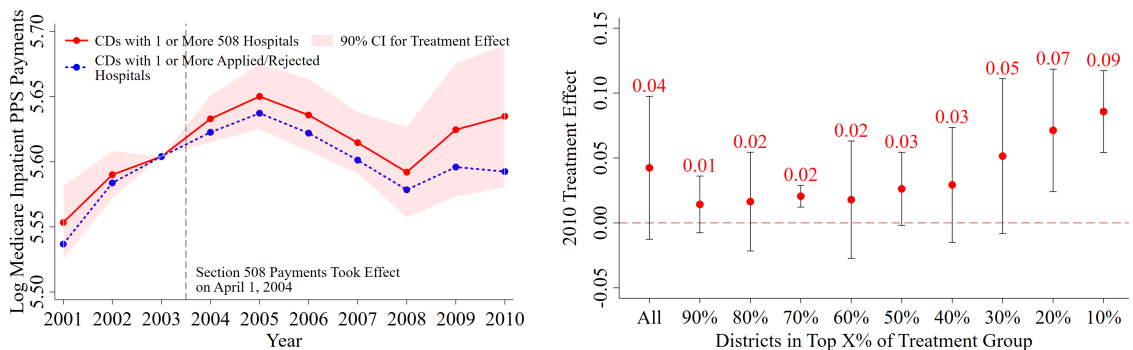 Log Medicare Inpatient PPS Payments
5.70
5.65
5.60
5.55
5.50
CDs with 1 or More 508 Hospitals
90% CI for Treatment Effect
CDs with 1 or More Applied/Rejected
Hospitals
Section 508 Payments Took Effect
on April 1, 2004
2001 2002 2003 2004 2005 2006 2007 2008 2009 2010
Year
2010 Treatment Effect
0.15
0.10
0.05
0.00
-0.05
0.04 0.01 0.02 0.02 0.02 0.03 0.03 0.05 0.07 0.09
All 90% 80% 70% 60% 50% 40% 30% 20% 10%
Districts in Top X% of Treatment Group